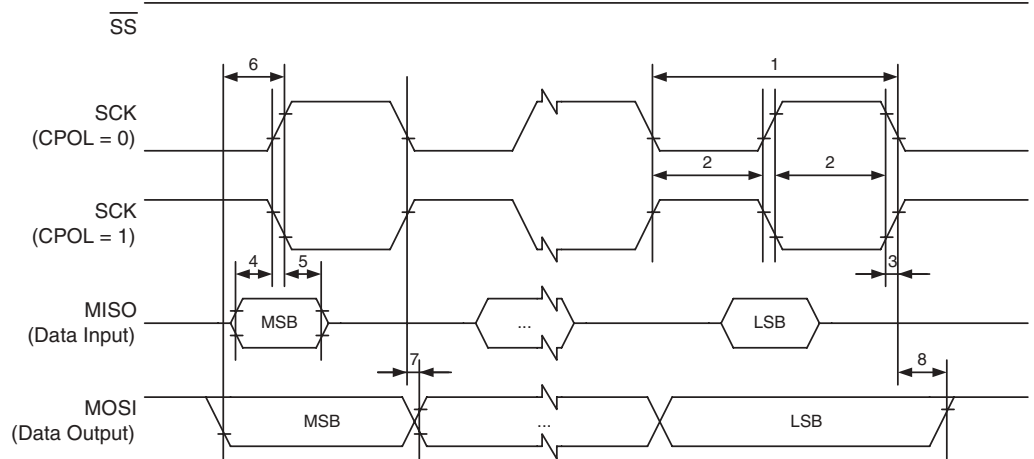 SS
6
1
SCK
(CPOL = 0)
2
2
SCK
(CPOL = 1)
4
5
3
MISO
(Data Input)
MSB
...
LSB
7
8
MOSI
(Data Output)
MSB
...
LSB